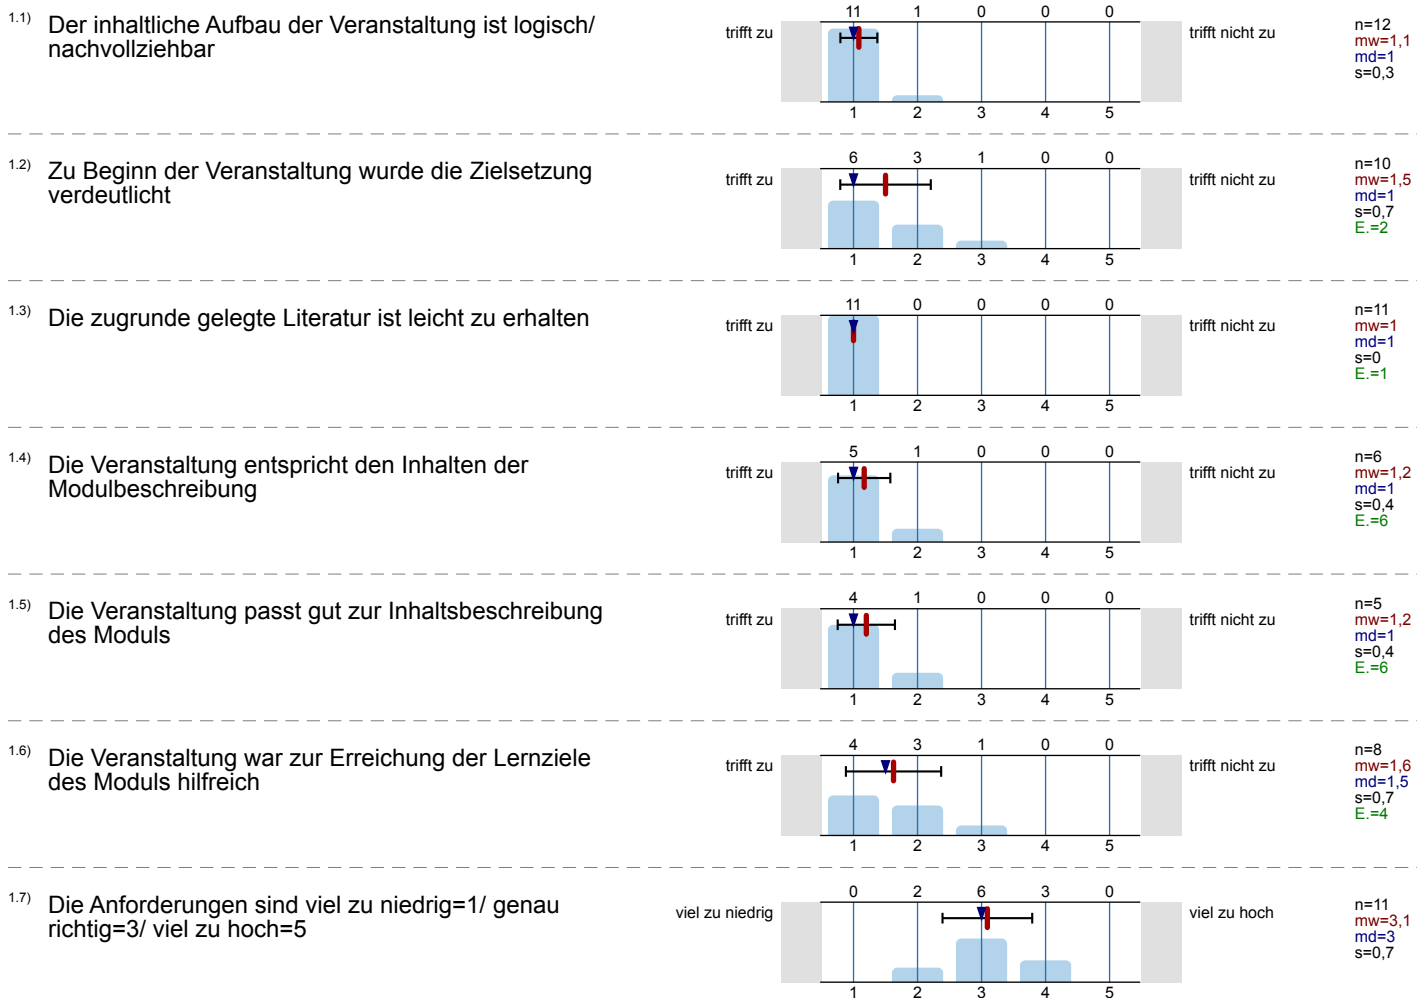 1.1) Der inhaltliche Aufbau der Veranstaltung ist logisch/
nachvollziehbar
trifft zu
11 1 0 0 0
1 2 3 4 5
trifft nicht zu
n=12
mw=1,1
md=1
s=0,3
1.2) Zu Beginn der Veranstaltung wurde die Zielsetzung
verdeutlicht
trifft zu
6 3 1 0 0
1 2 3 4 5
trifft nicht zu
n=10
mw=1,5
md=1
s=0,7
E.=2
1.3) Die zugrunde gelegte Literatur ist leicht zu erhalten
trifft zu
11 0 0 0 0
1 2 3 4 5
trifft nicht zu
n=11
mw=1
md=1
s=0
E.=1
1.4) Die Veranstaltung entspricht den Inhalten der
Modulbeschreibung
trifft zu
5 1 0 0 0
1 2 3 4 5
trifft nicht zu
n=6
mw=1,2
md=1
s=0,4
E.=6
1.5) Die Veranstaltung passt gut zur Inhaltsbeschreibung
des Moduls
trifft zu
4 1 0 0 0
1 2 3 4 5
trifft nicht zu
n=5
mw=1,2
md=1
s=0,4
E.=6
1.6) Die Veranstaltung war zur Erreichung der Lernziele
des Moduls hilfreich
trifft zu
4 3 1 0 0
1 2 3 4 5
trifft nicht zu
n=8
mw=1,6
md=1,5
s=0,7
E.=4
1.7) Die Anforderungen sind viel zu niedrig=1/ genau
richtig=3/ viel zu hoch=5
viel zu niedrig
0 2 6 3 0
1 2 3 4 5
viel zu hoch
n=11
mw=3,1
md=3
s=0,7